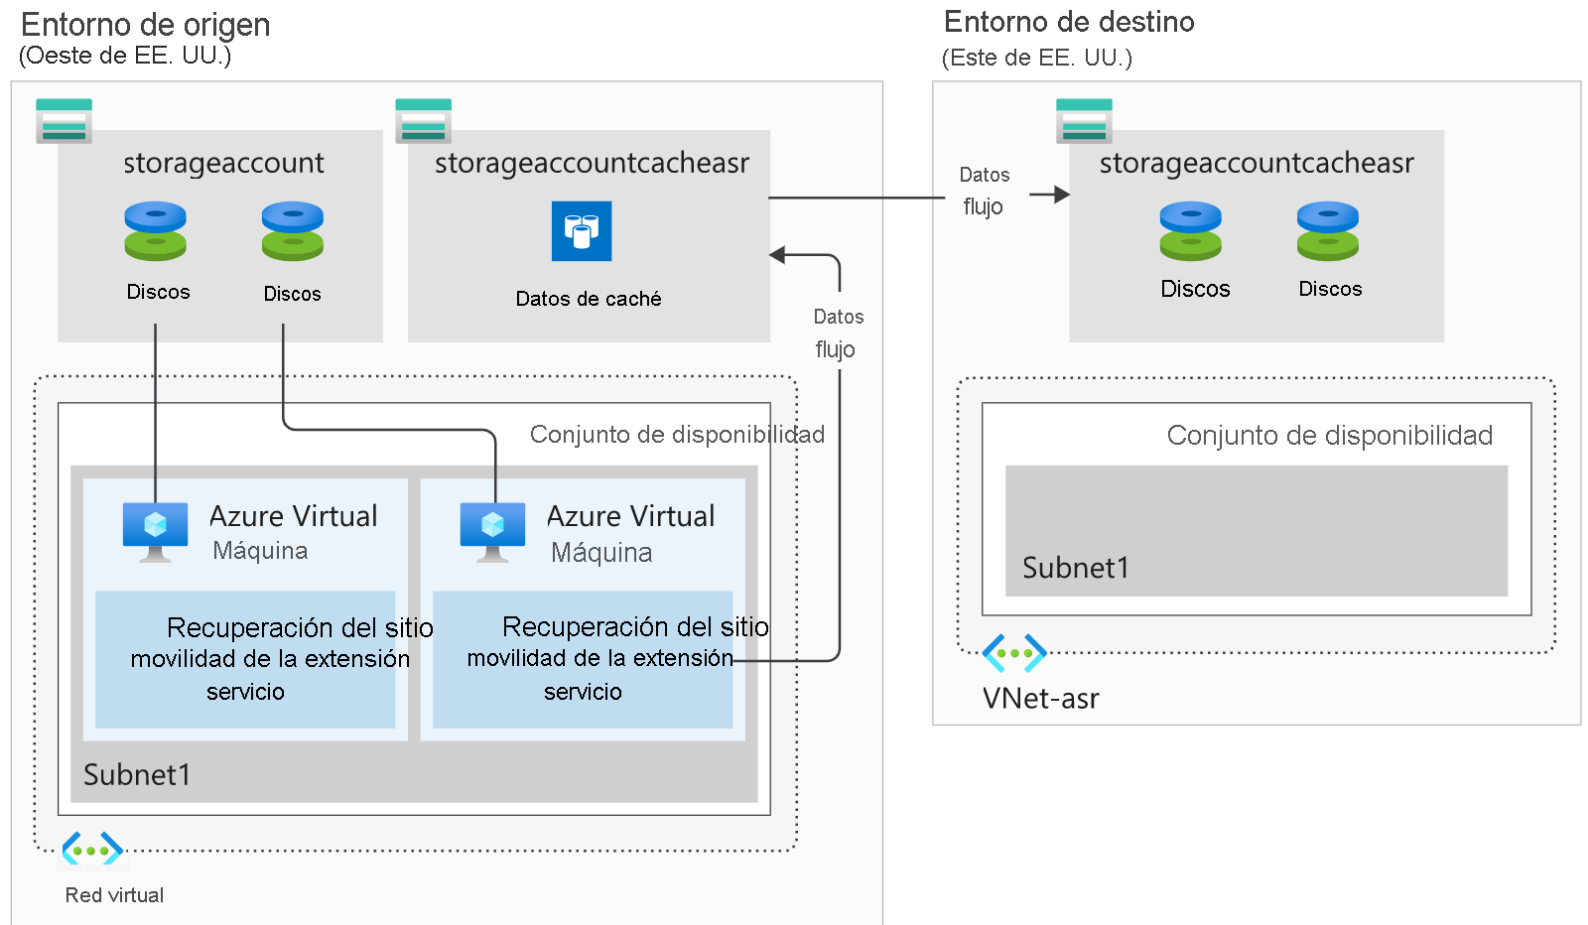 Entorno de origen
(Oeste de EE. UU.)
storageaccount
Discos
Discos
storageaccountcacheasr
Datos de caché
Datos
flujo
Conjunto de disponibilidad
Azure Virtual
Máquina
Recuperación del sitio
movilidad de la extensión
servicio
Azure Virtual
Máquina
Recuperación del sitio
movilidad de la extensión
servicio
Subnet1
Red virtual
Datos
flujo
Entorno de destino
(Este de EE. UU.)
storageaccountcacheasr
Discos
Discos
Conjunto de disponibilidad
Subnet1
VNet-asr